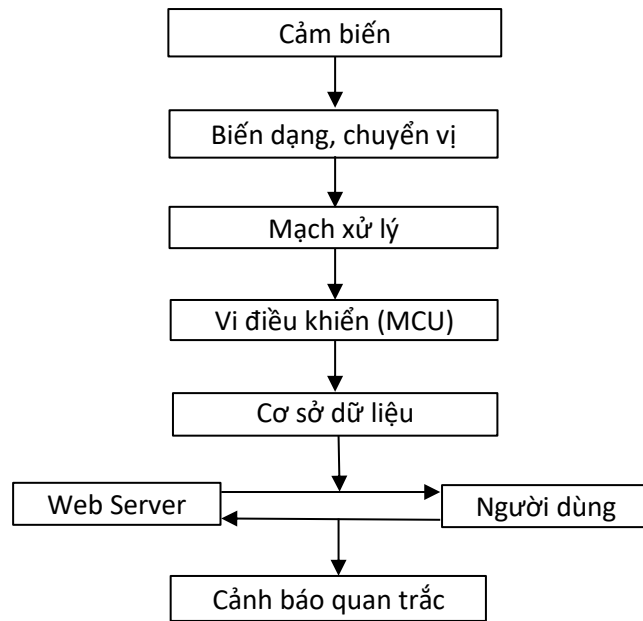 Cảm biến
Biến dạng, chuyển vị
Mạch xử lý
Vi điều khiển (MCU)
Cơ sở dữ liệu
Web Server
Người dùng
Cảnh báo quan trắc